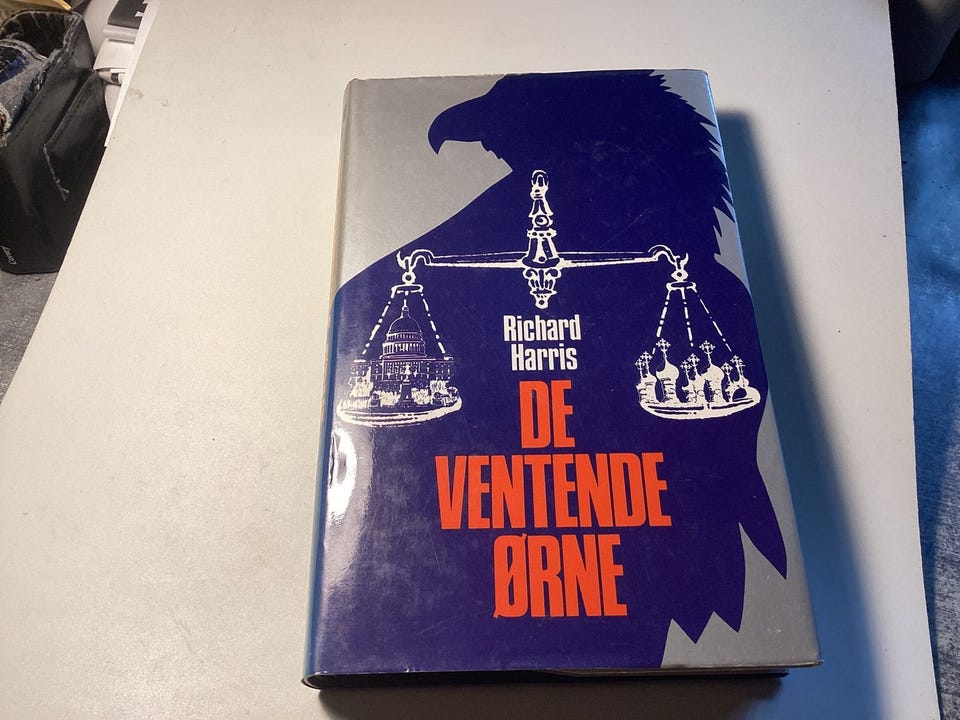 Richard
Harris
DE
VENTENDE
ØRNE